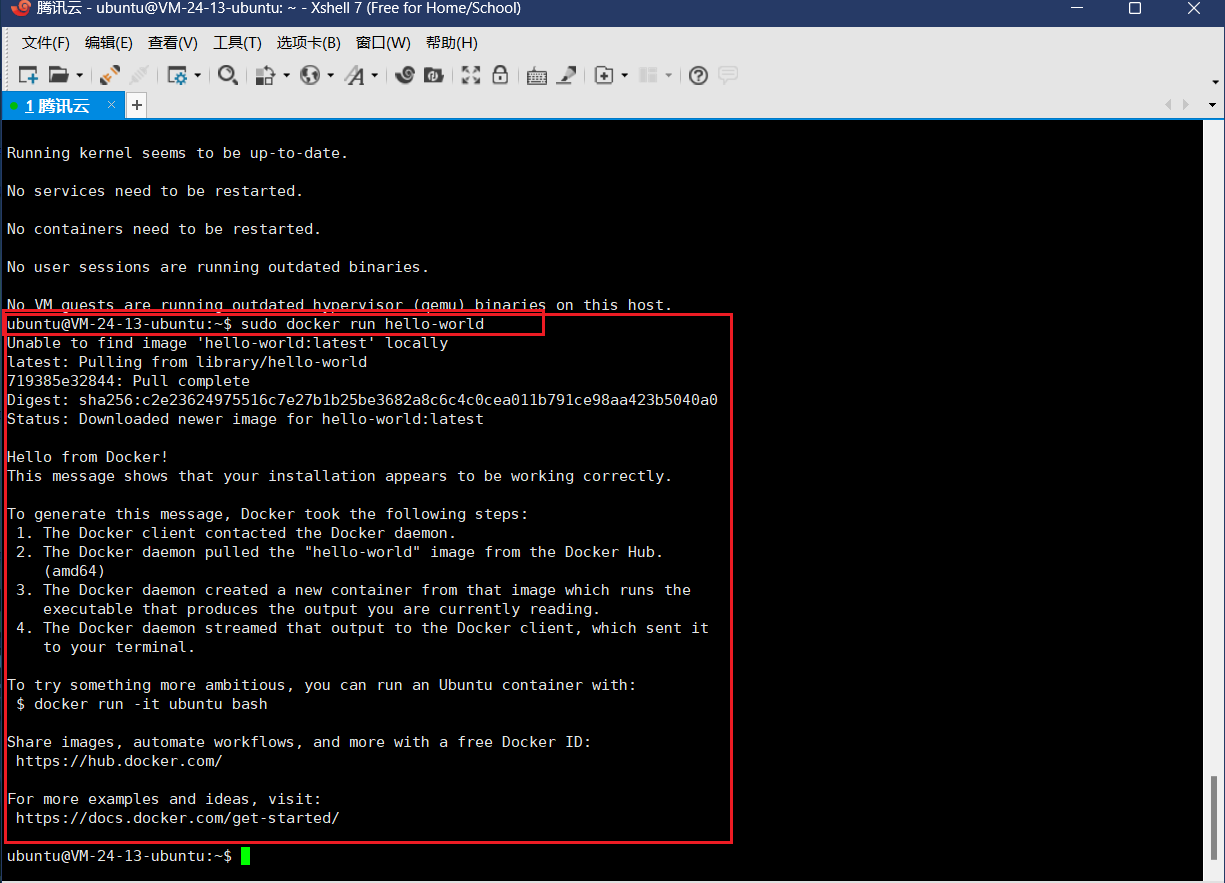 腾讯云 - ubuntu@VM-24-13-ubuntu: ~ - Xshell 7 (Free for Home/School)
文件(F) 编辑(E) 查看(V) 工具(T) 选项卡(B) 窗口(W) 帮助(H)
1 腾讯云
Running kernel seems to be up-to-date.
No services need to be restarted.
No containers need to be restarted.
No user sessions are running outdated binaries.
No VM guests are running outdated hypervisor (qemu) binaries on this host.
ubuntu@VM-24-13-ubuntu:~$ sudo docker run hello-world
Unable to find image 'hello-world:latest' locally
latest: Pulling from library/hello-world
719385e32844: Pull complete
Digest: sha256:c2e23624975516c7e27b1b25be3682a8c6c4c0cea011b791ce98aa423b5040a0
Status: Downloaded newer image for hello-world:latest
Hello from Docker!
This message shows that your installation appears to be working correctly.
To generate this message, Docker took the following steps:
1. The Docker client contacted the Docker daemon.
2. The Docker daemon pulled the "hello-world" image from the Docker Hub.
(amd64)
3. The Docker daemon created a new container from that image which runs the
executable that produces the output you are currently reading.
4. The Docker daemon streamed that output to the Docker client, which sent it
to your terminal.
To try something more ambitious, you can run an Ubuntu container with:
$ docker run -it ubuntu bash
Share images, automate workflows, and more with a free Docker ID:
https://hub.docker.com/
For more examples and ideas, visit:
https://docs.docker.com/get-started/
ubuntu@VM-24-13-ubuntu:~$